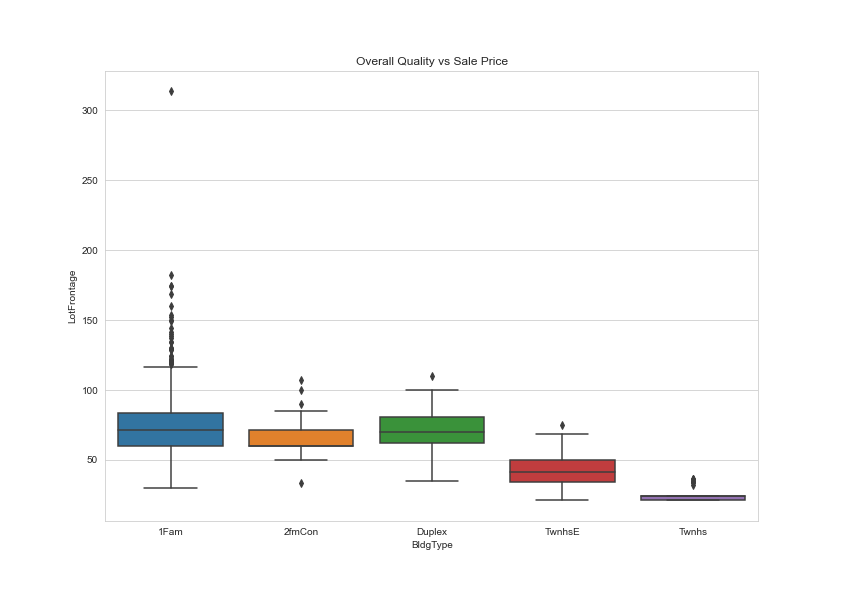 Overall Quality vs Sale Price
300
250
200
150
100
50
LotFrontage
1Fam 2fmCon Duplex TwnhsE Twnhs
BldgType